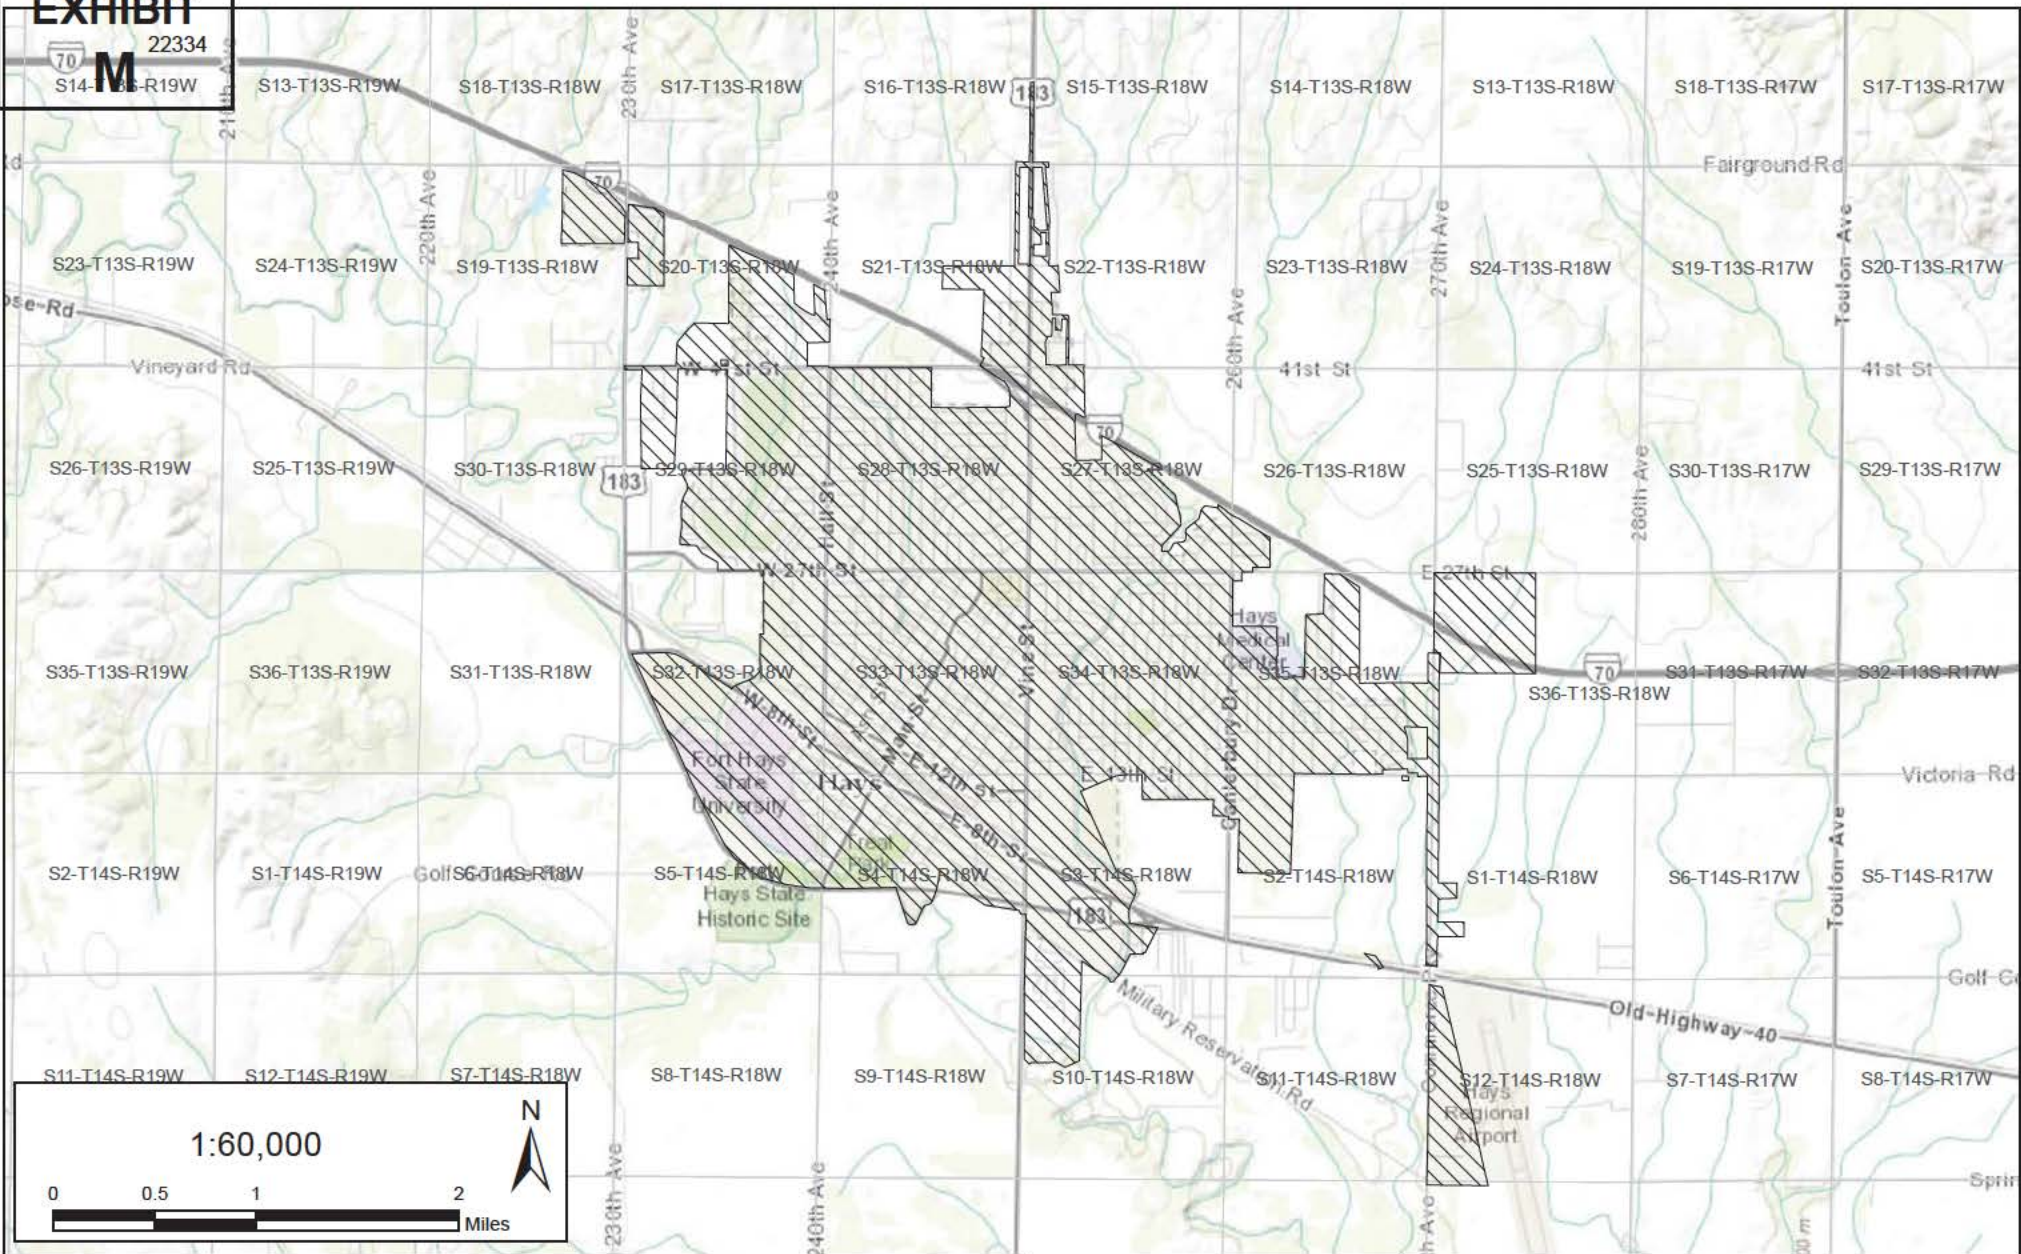 EXHIBIT
M
22334
70
S14-T13S-R19W
S13-T13S-R19W
S18-T13S-R18W
S17-T13S-R18W
S16-T13S-R18W
183
S15-T13S-R18W
S14-T13S-R18W
S13-T13S-R18W
S18-T13S-R17W
S17-T13S-R17W
210th Ave
230th Ave
Rd
Fairground Rd
70
220th Ave
240th Ave
260th Ave
270th Ave
Toulon Ave
S23-T13S-R19W
S24-T13S-R19W
S19-T13S-R18W
S20-T13S-R18W
S21-T13S-R18W
S22-T13S-R18W
S23-T13S-R18W
S24-T13S-R18W
S19-T13S-R17W
S20-T13S-R17W
ose-Rd
Vineyard Rd
W 41st St
41st St
41st St
70
S26-T13S-R19W
S25-T13S-R19W
S30-T13S-R18W
183
S29-T13S-R18W
S28-T13S-R18W
S27-T13S-R18W
S26-T13S-R18W
S25-T13S-R18W
S30-T13S-R17W
S29-T13S-R17W
Hall St
280th Ave
W-27th-St
E 27th St
Hays
Medical
Center
S35-T13S-R19W
S36-T13S-R19W
S31-T13S-R18W
S32-T13S-R18W
S33-T13S-R18W
Vine St
S34-T13S-R18W
S35-T13S-R18W
70
S36-T13S-R18W
S31-T13S-R17W
S32-T13S-R17W
W-8th-St
Main St
Canterbury Dr
Fort Hays
State
University
Hays
E-12th-St
E 13th St
Victoria Rd
E-8th-St
Freal
Park
Toulon-Ave
S2-T14S-R19W
S1-T14S-R19W
Golf Course Rd
S6-T14S-R18W
S5-T14S-R18W
S4-T14S-R18W
S3-T14S-R18W
S2-T14S-R18W
S1-T14S-R18W
S6-T14S-R17W
S5-T14S-R17W
Hays State
Historic Site
183
Golf Co
Military Reservation Rd
Old-Highway-40
S11-T14S-R19W
S12-T14S-R19W
S7-T14S-R18W
S8-T14S-R18W
S9-T14S-R18W
S10-T14S-R18W
S11-T14S-R18W
S12-T14S-R18W
S7-T14S-R17W
S8-T14S-R17W
Hays
Regional
Airport
Sprin
230th Ave
240th Ave
h Ave
00 m
1:60,000
N
0 0.5 1 2
Miles